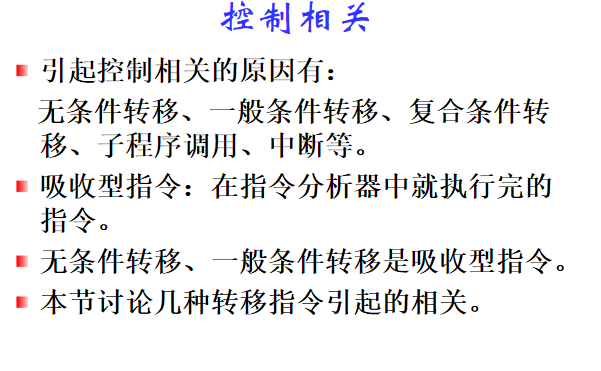 控制相关
引起控制相关的原因有：
无条件转移、一般条件转移、复合条件转
移、子程序调用、中断等。
吸收型指令：在指令分析器中就执行完的
指令。
无条件转移、一般条件转移是吸收型指令。
本节讨论几种转移指令引起的相关。